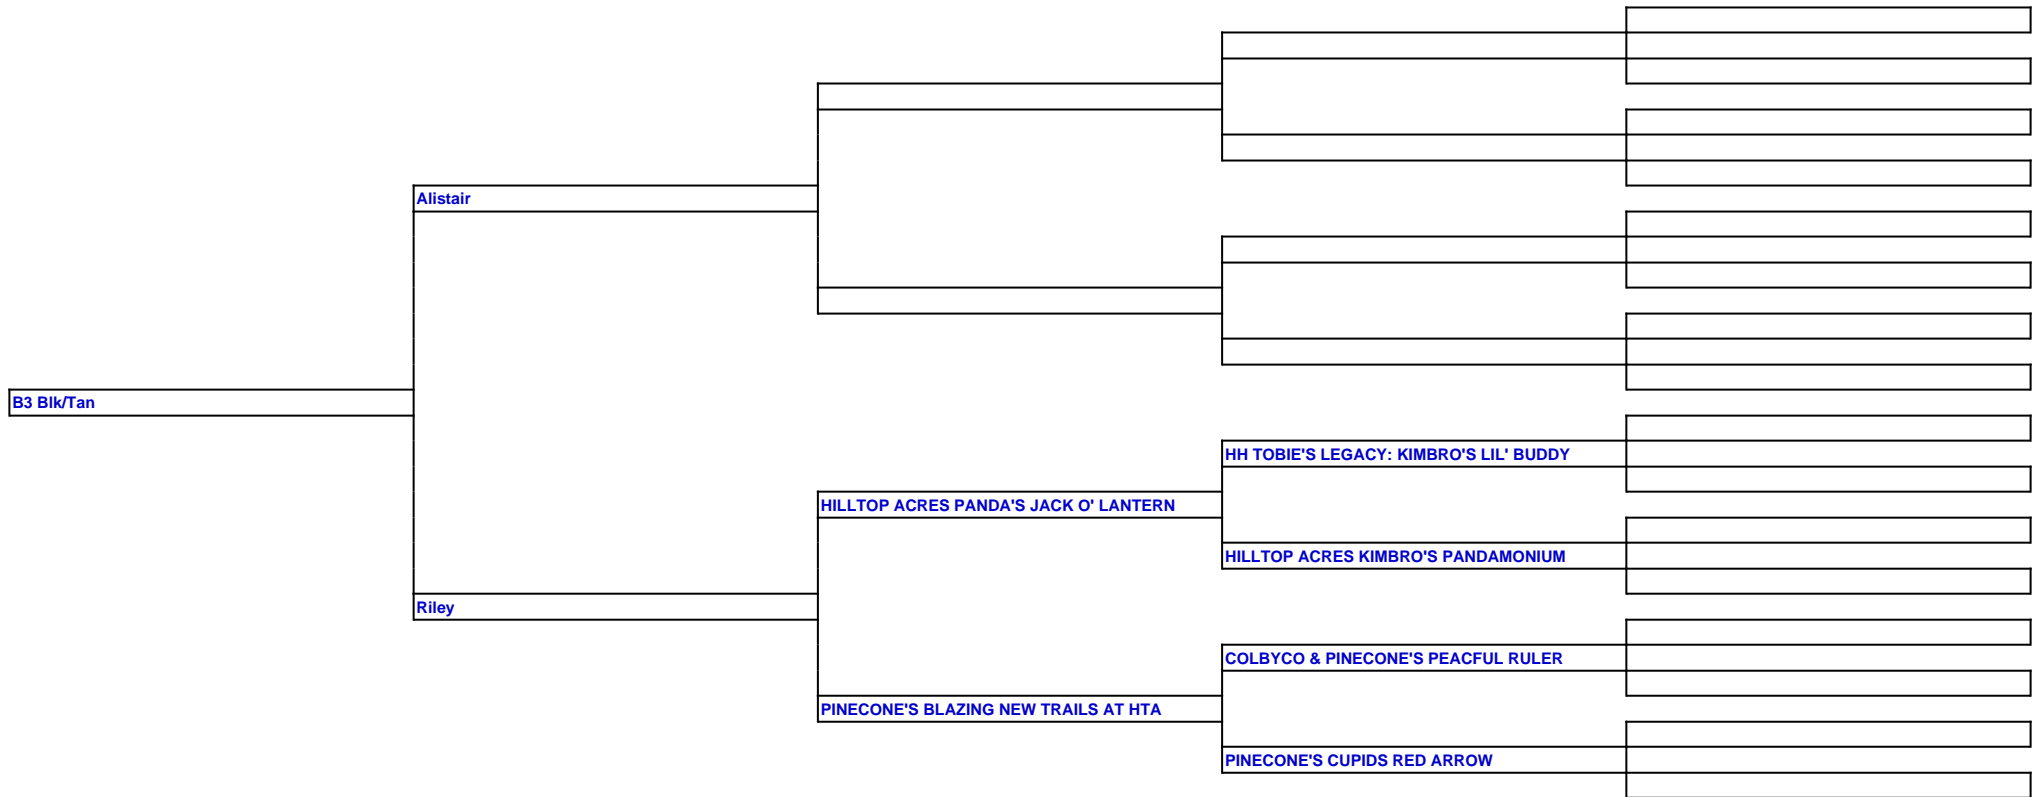 Alistair
B3 Blk/Tan
HH TOBIE'S LEGACY: KIMBRO'S LIL' BUDDY
HILLTOP ACRES PANDA'S JACK O' LANTERN
HILLTOP ACRES KIMBRO'S PANDAMONIUM
Riley
COLBYCO & PINECONE'S PEACFUL RULER
PINECONE'S BLAZING NEW TRAILS AT HTA
PINECONE'S CUPIDS RED ARROW